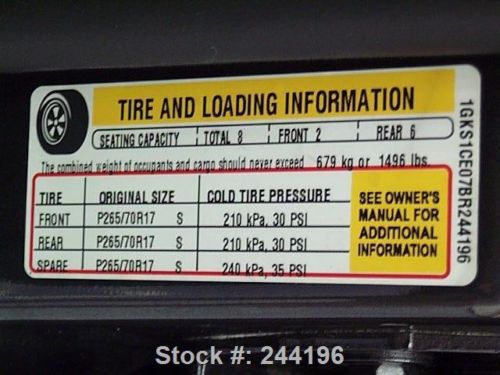 TIRE AND LOADING INFORMATION
SEATING CAPACITY TOTAL 8 FRONT 2 REAR 6
The combined weight of occupants and cargo should never exceed 679 kg or 1496 lbs.
TIRE ORIGINAL SIZE COLD TIRE PRESSURE
FRONT P265/70R17 S 210 kPa, 30 PSI
REAR P265/70R17 S 210 kPa, 30 PSI
SPARE P265/70R17 S 240 kPa, 35 PSI
SEE OWNER'S
MANUAL FOR
ADDITIONAL
INFORMATION
1GKS1CE07BR244196
Stock #: 244196